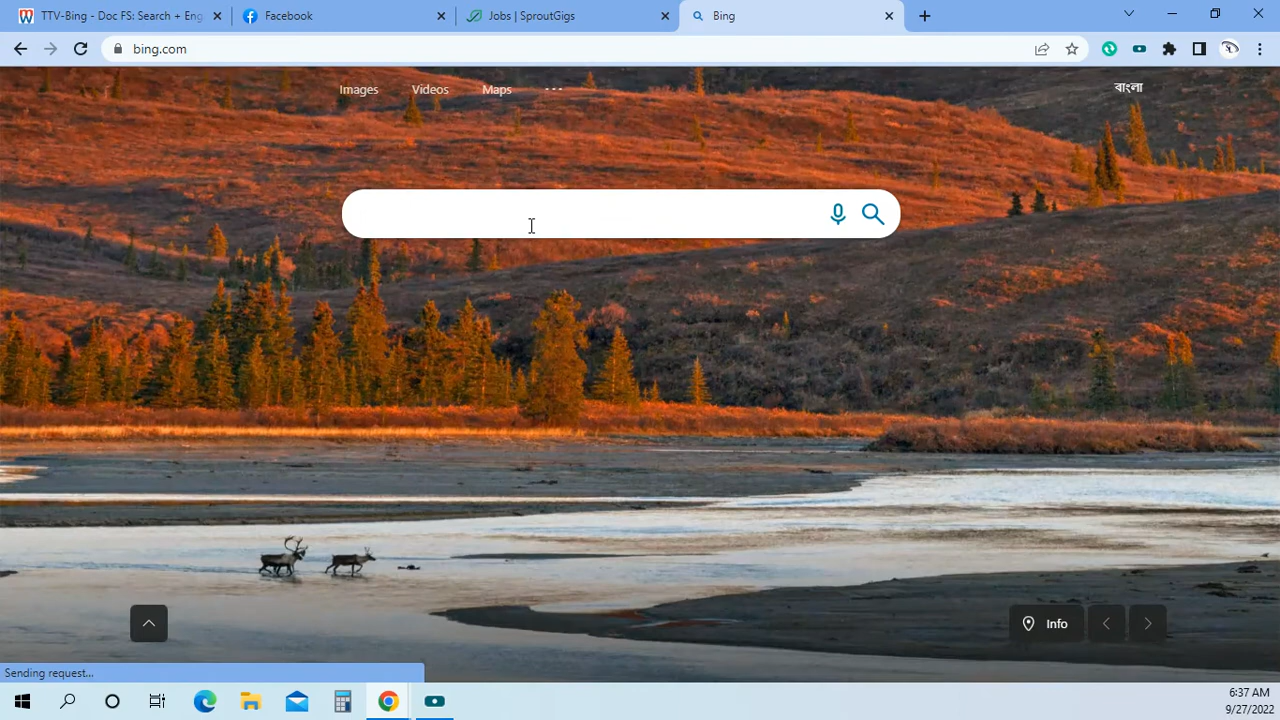 TTV-Bing - Doc FS: Search + Eng
Facebook
Jobs | SproutGigs
Bing
bing.com
Images Videos Maps
বাংলা
Info
Sending request...
6:37 AM
9/27/2022